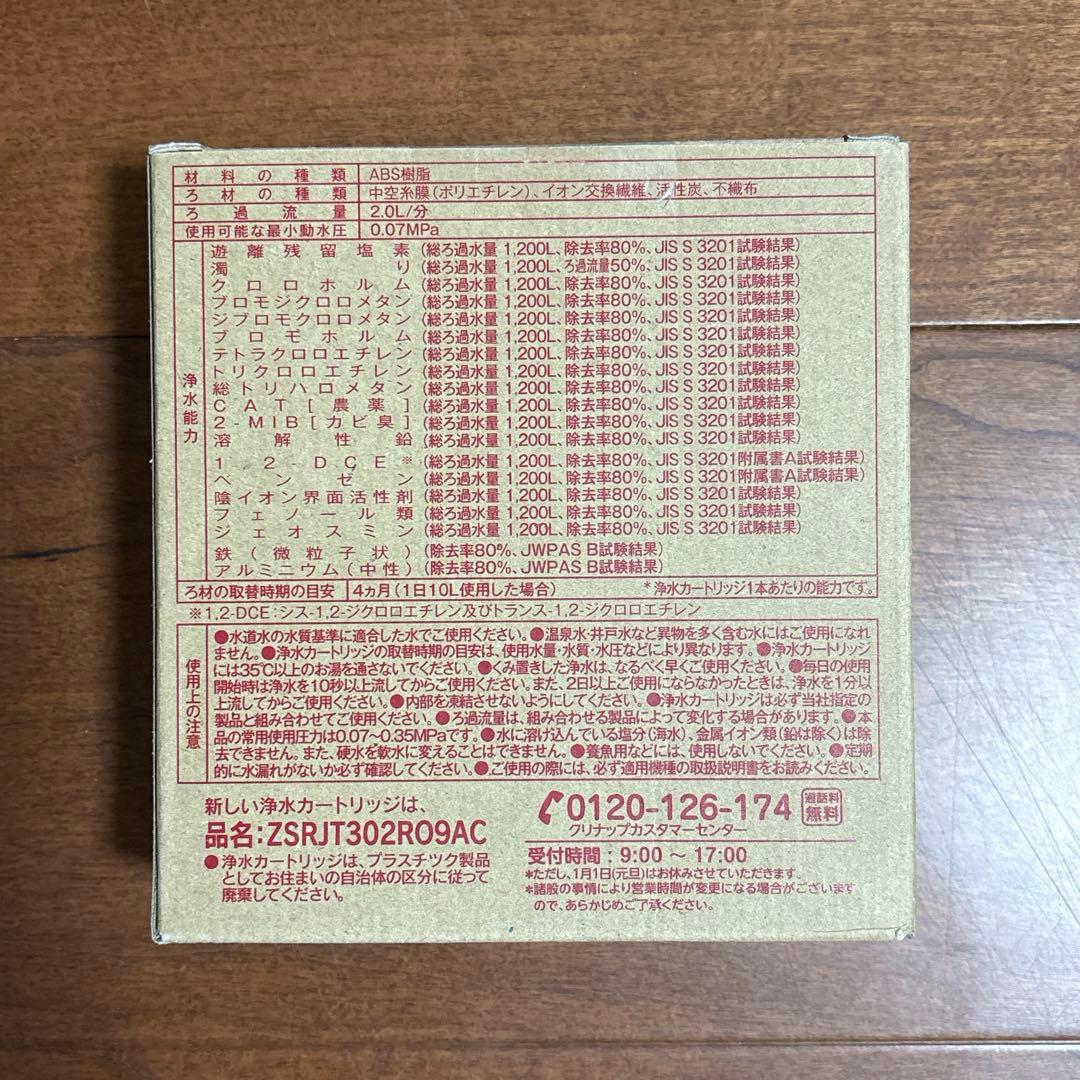 材料の種類 ABS樹脂
ろ材の種類 中空糸膜(ポリエチレン)、イオン交換繊維、活性炭、不織布
ろ過流量 2.0L/分
使用可能な最小動水圧 0.07MPa
浄水能力
遊離残留塩素 (総ろ過水量 1,200L、除去率80%、JIS S 3201試験結果)
濁り (総ろ過水量 1,200L、ろ過流量50%、JIS S 3201試験結果)
クロロホルム (総ろ過水量 1,200L、除去率80%、JIS S 3201試験結果)
ブロモジクロロメタン (総ろ過水量 1,200L、除去率80%、JIS S 3201試験結果)
ジブロモクロロメタン (総ろ過水量 1,200L、除去率80%、JIS S 3201試験結果)
ブロモホルム (総ろ過水量 1,200L、除去率80%、JIS S 3201試験結果)
テトラクロロエチレン (総ろ過水量 1,200L、除去率80%、JIS S 3201試験結果)
トリクロロエチレン (総ろ過水量 1,200L、除去率80%、JIS S 3201試験結果)
総トリハロメタン (総ろ過水量 1,200L、除去率80%、JIS S 3201試験結果)
CAT[農薬] (総ろ過水量 1,200L、除去率80%、JIS S 3201試験結果)
2-MIB[カビ臭] (総ろ過水量 1,200L、除去率80%、JIS S 3201試験結果)
溶解性鉛 (総ろ過水量 1,200L、除去率80%、JIS S 3201試験結果)
1,2-DCE※ (総ろ過水量 1,200L、除去率80%、JIS S 3201附属書A試験結果)
ベンゼン (総ろ過水量 1,200L、除去率80%、JIS S 3201附属書A試験結果)
陰イオン界面活性剤 (総ろ過水量 1,200L、除去率80%、JIS S 3201試験結果)
フェノール類 (総ろ過水量 1,200L、除去率80%、JIS S 3201試験結果)
ジェオスミン (総ろ過水量 1,200L、除去率80%、JIS S 3201試験結果)
鉄(微粒子状) (除去率80%、JWPAS B試験結果)
アルミニウム(中性) (除去率80%、JWPAS B試験結果)
ろ材の取替時期の目安 4ヵ月(1日10L使用した場合) *浄水カートリッジ1本あたりの能力です。
※1,2-DCE:シス-1,2-ジクロロエチレン及びトランス-1,2-ジクロロエチレン
使用上の注意
●水道水の水質基準に適合した水でご使用ください。●温泉水・井戸水など異物を多く含む水にはご使用になれ
ません。●浄水カートリッジの取替時期の目安は、使用水量・水質・水圧などにより異なります。●浄水カートリッジ
には35℃以上のお湯を通さないでください。●くみ置きした浄水は、なるべく早くご使用ください。●毎日の使用
開始時は浄水を10秒以上流してからご使用ください。また、2日以上ご使用にならなかったときは、浄水を1分以
上流してからご使用ください。●内部を凍結させないようにしてください。●浄水カートリッジは必ず当社指定の
製品と組み合わせてご使用ください。●ろ過流量は、組み合わせる製品によって変化する場合があります。●本
品の常用使用圧力は0.07~0.35MPaです。●水に溶け込んでいる塩分(海水)、金属イオン類(鉛は除く)は除
去できません。また、硬水を軟水に変えることはできません。●養魚用などには、使用しないでください。●定期
的に水漏れがないか必ず確認してください。●ご使用の際には、必ず適用機種の取扱説明書をお読みください。
新しい浄水カートリッジは、
品名:ZSRJT302R09AC
●浄水カートリッジは、プラスチック製品
としてお住まいの自治体の区分に従って
廃棄してください。
0120-126-174 通話料無料
クリナップカスタマーセンター
受付時間:9:00 ~ 17:00
*ただし、1月1日(元旦)はお休みさせていただきます。
*諸般の事情により営業時間が変更になる場合がございます
ので、あらかじめご了承ください。